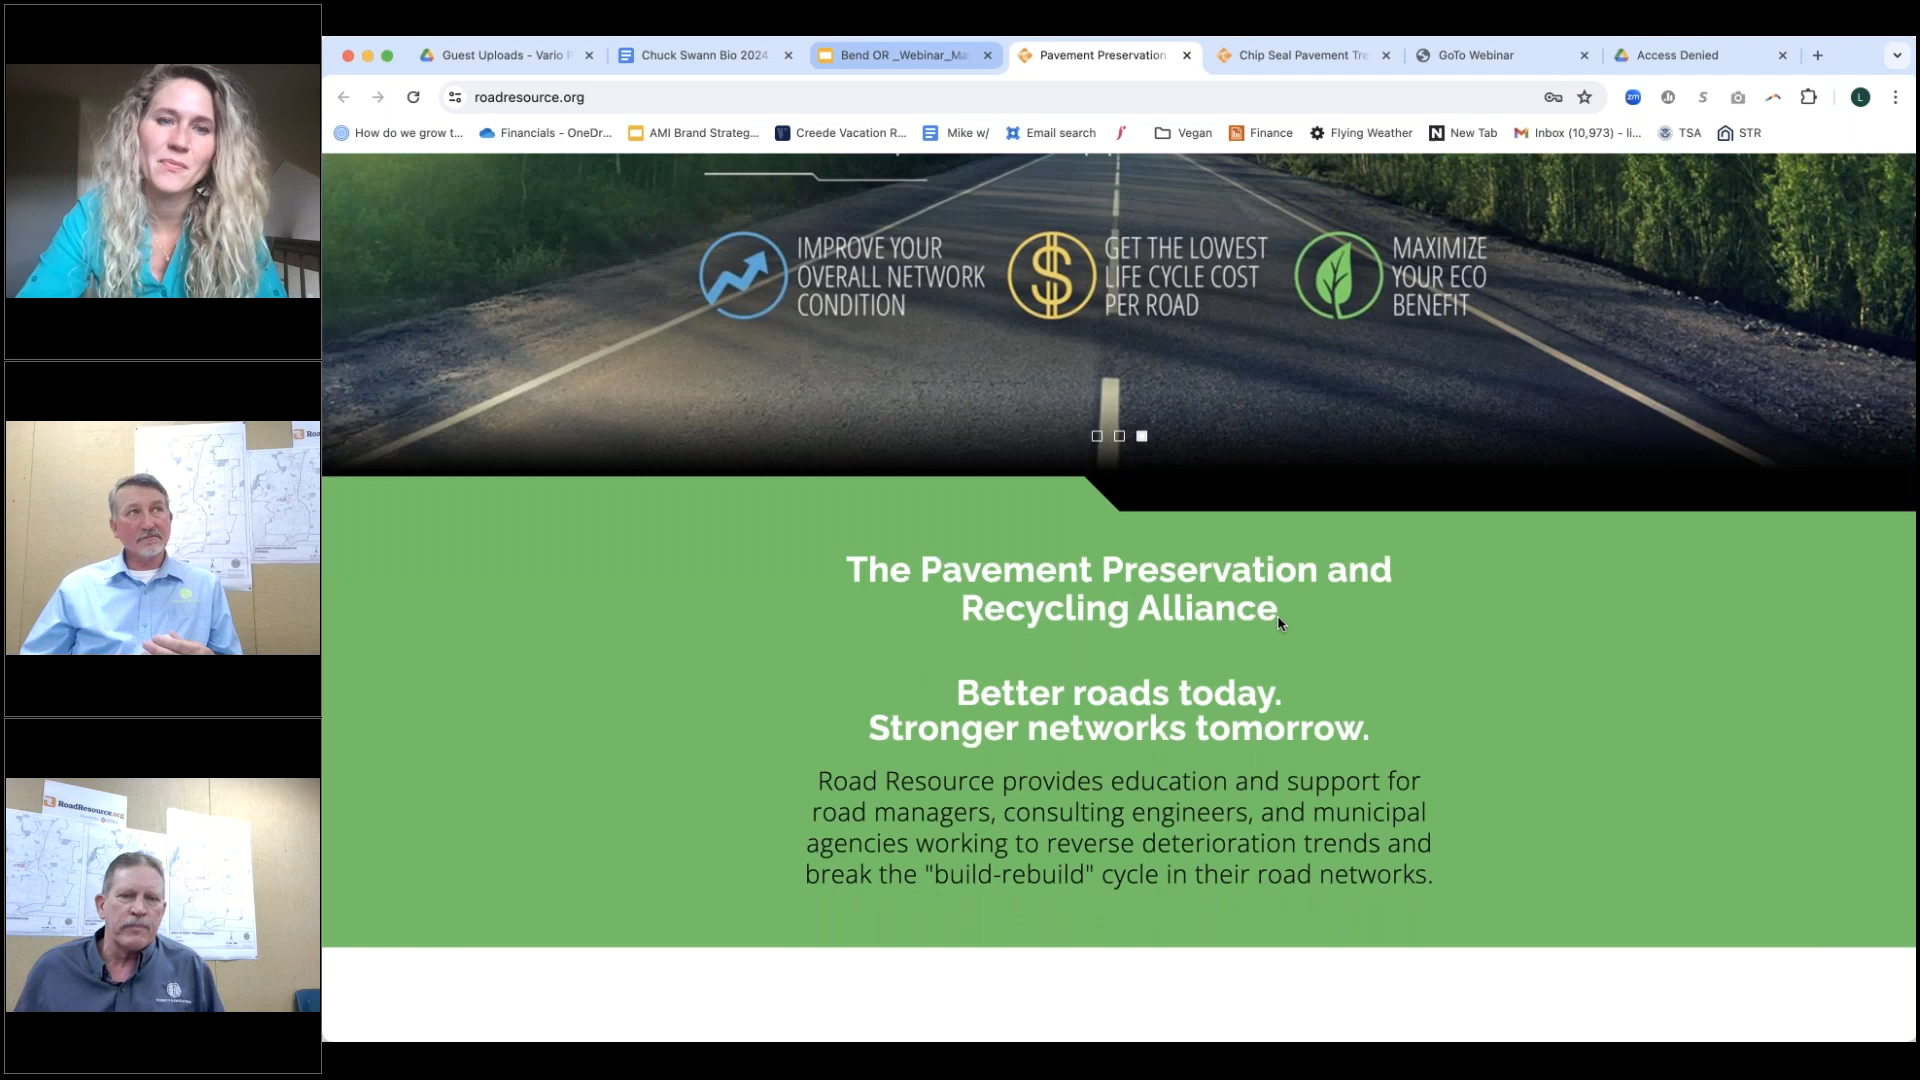 Guest Uploads - Vario P
Chuck Swann Bio 2024
Bend OR _Webinar_Ma
Pavement Preservation
Chip Seal Pavement Tre
GoTo Webinar
Access Denied
roadresource.org
zm
L
How do we grow t...
Financials - OneDr...
AMI Brand Strateg...
Creede Vacation R...
Mike w/
Email search
Vegan
Finance
Flying Weather
New Tab
Inbox (10,973) - li...
TSA
STR
IMPROVE YOUR
OVERALL NETWORK
CONDITION
GET THE LOWEST
LIFE CYCLE COST
PER ROAD
MAXIMIZE
YOUR ECO
BENEFIT
The Pavement Preservation and
Recycling Alliance
Better roads today.
Stronger networks tomorrow.
Road Resource provides education and support for
road managers, consulting engineers, and municipal
agencies working to reverse deterioration trends and
break the "build-rebuild" cycle in their road networks.
Roa
RoadResource.org